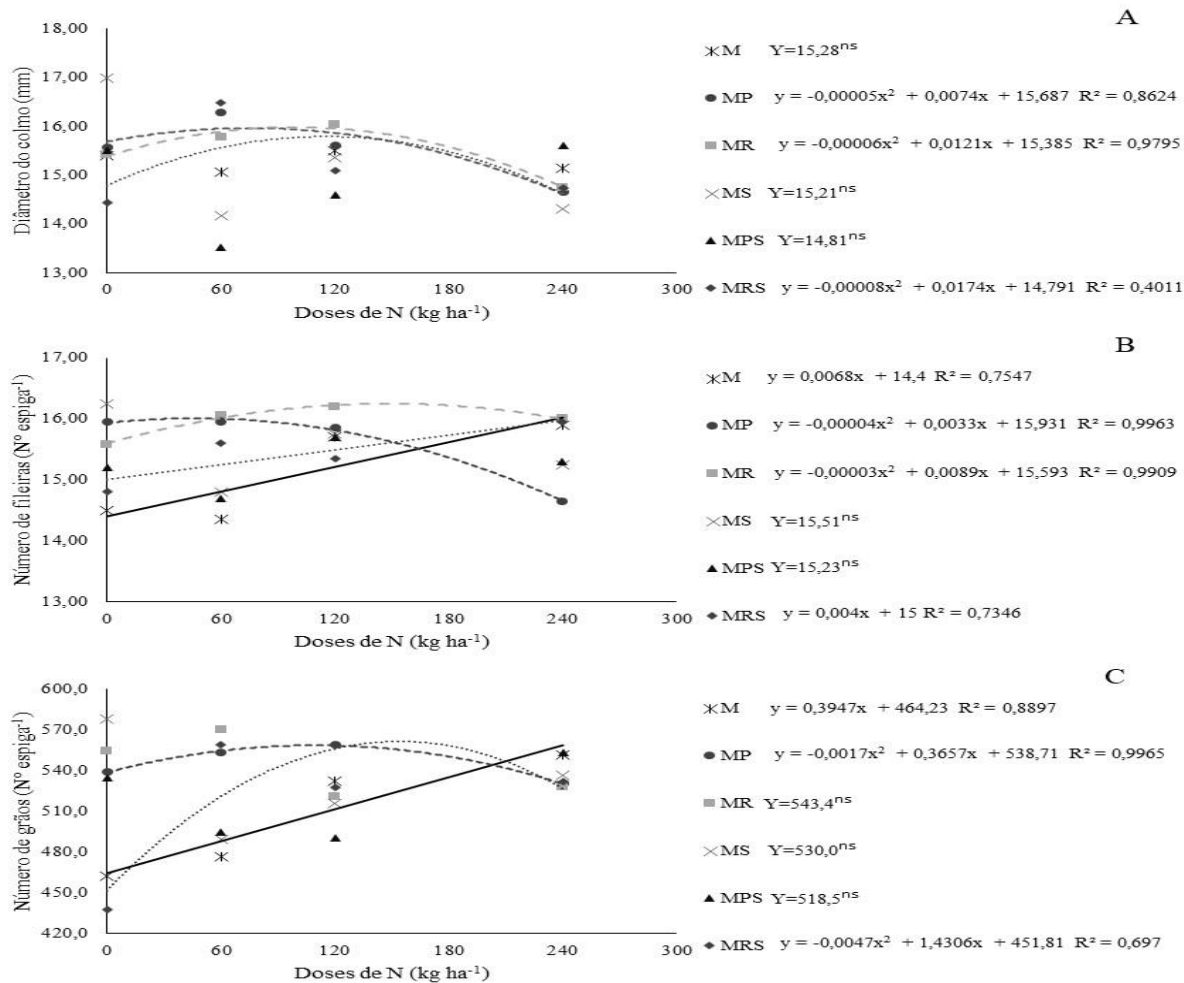 A
Diâmetro do colmo (mm)
18,00
17,00
16,00
15,00
14,00
13,00
0 60 120 180 240 300
Doses de N (kg ha⁻¹)
M Y=15,28ⁿˢ
MP y = -0,00005x² + 0,0074x + 15,687 R² = 0,8624
MR y = -0,00006x² + 0,0121x + 15,385 R² = 0,9795
MS Y=15,21ⁿˢ
MPS Y=14,81ⁿˢ
MRS y = -0,00008x² + 0,0174x + 14,791 R² = 0,4011
B
Número de fileiras (Nº espiga⁻¹)
17,00
16,00
15,00
14,00
13,00
0 60 120 180 240 300
Doses de N (kg ha⁻¹)
M y = 0,0068x + 14,4 R² = 0,7547
MP y = -0,00004x² + 0,0033x + 15,931 R² = 0,9963
MR y = -0,00003x² + 0,0089x + 15,593 R² = 0,9909
MS Y=15,51ⁿˢ
MPS Y=15,23ⁿˢ
MRS y = 0,004x + 15 R² = 0,7346
C
Número de grãos (Nº espiga⁻¹)
600,0
570,0
540,0
510,0
480,0
450,0
420,0
0 60 120 180 240 300
Doses de N (kg ha⁻¹)
M y = 0,3947x + 464,23 R² = 0,8897
MP y = -0,0017x² + 0,3657x + 538,71 R² = 0,9965
MR Y=543,4ⁿˢ
MS Y=530,0ⁿˢ
MPS Y=518,5ⁿˢ
MRS y = -0,0047x² + 1,4306x + 451,81 R² = 0,697